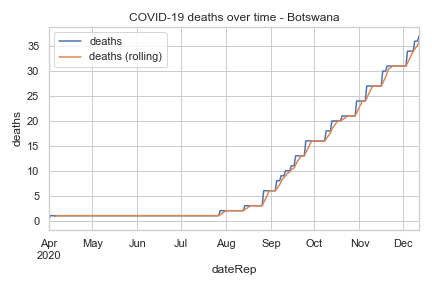 COVID-19 deaths over time - Botswana
deaths
deaths (rolling)
35
30
25
20
15
10
5
0
deaths
Apr May Jun Jul Aug Sep Oct Nov Dec
2020
dateRep